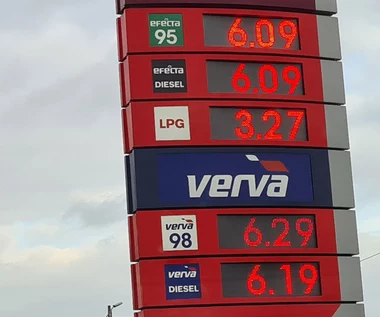 efecta
95
6.09
efecta
DIESEL
6.09
LPG
3.27
verva
verva
98
6.29
verva
DIESEL
6.19